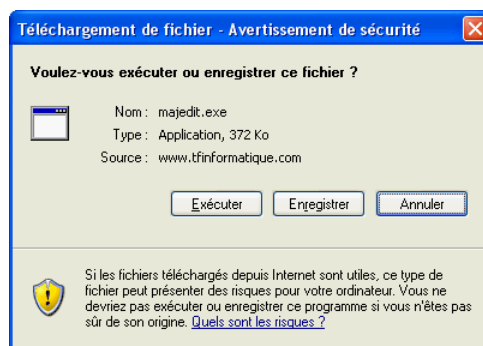 Téléchargement de fichier - Avertissement de sécurité
Voulez-vous exécuter ou enregistrer ce fichier ?
Nom : majedit.exe
Type : Application, 372 Ko
Source : www.tfinformatique.com
Exécuter Enregistrer Annuler
Si les fichiers téléchargés depuis Internet sont utiles, ce type de
fichier peut présenter des risques pour votre ordinateur. Vous ne
devriez pas exécuter ou enregistrer ce programme si vous n'êtes pas
sûr de son origine. Quels sont les risques ?